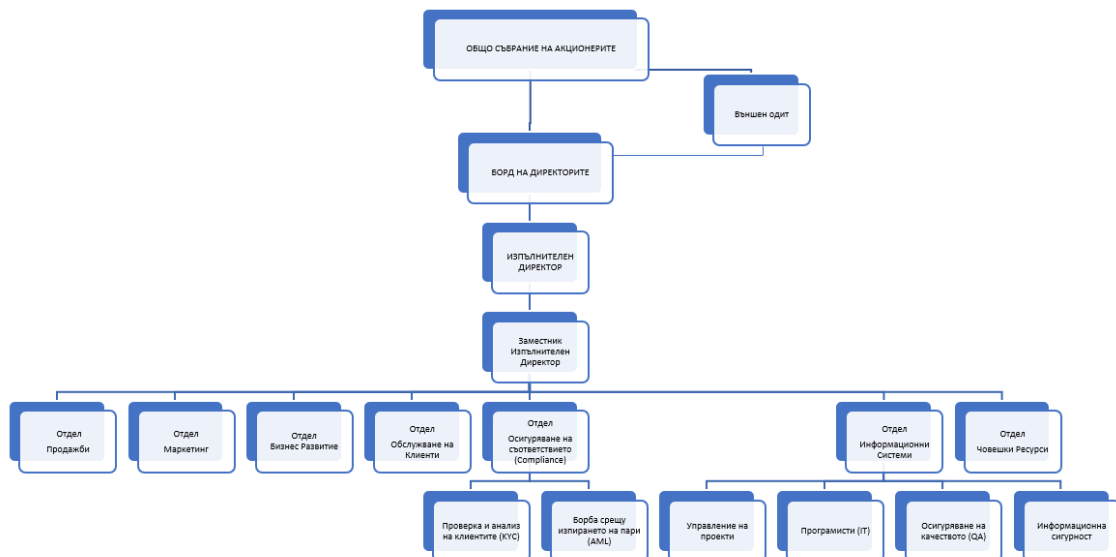 ОБЩО СЪБРАНИЕ НА АКЦИОНЕРИТЕ
Външен одит
БОРД НА ДИРЕКТОРИТЕ
ИЗПЪЛНИТЕЛЕН
ДИРЕКТОР
Заместник
Изпълнителен
Директор
Отдел
Продажби
Отдел
Маркетинг
Отдел
Бизнес Развитие
Отдел
Обслужване на
Клиенти
Отдел
Осигуряване на
съответствието
(Compliance)
Отдел
Информационни
Системи
Отдел
Човешки Ресурси
Проверка и анализ
на клиентите (KYC)
Борба срещу
изпирането на пари
(AML)
Управление на
проекти
Програмисти (IT)
Осигуряване на
качеството (QA)
Информационна
сигурност